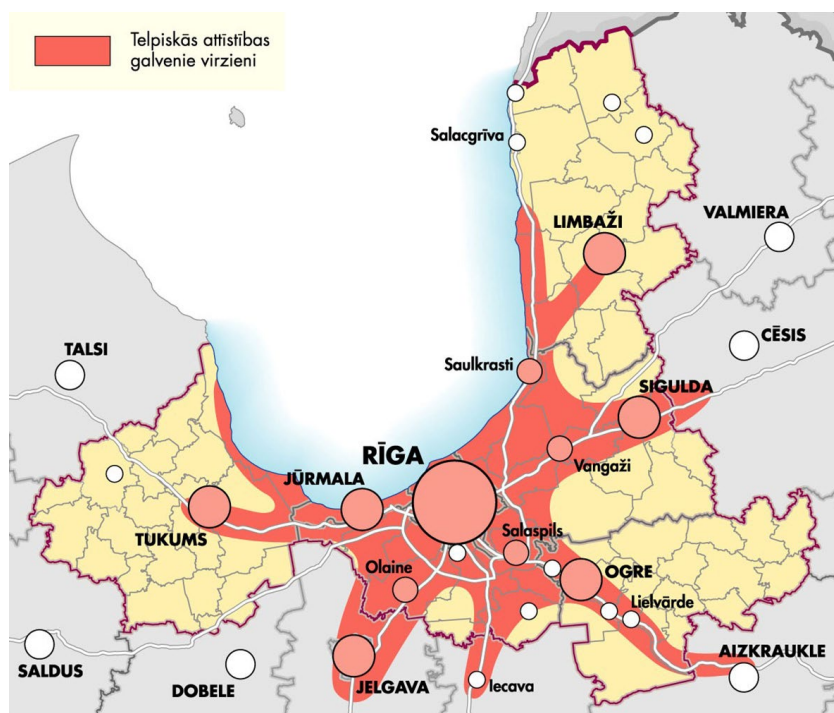 Telpiskās attīstības
galvenie virzieni
Salacgrīva
LIMBAŽI
VALMIERA
CĒSIS
TALSI
Saulkrasti
SIGULDA
RĪGA
Vangaži
JŪRMALA
TUKUMS
Salaspils
Olaine
OGRE
Lielvārde
AIZKRAUKLE
SALDUS
DOBELE
JELGAVA
Iecava